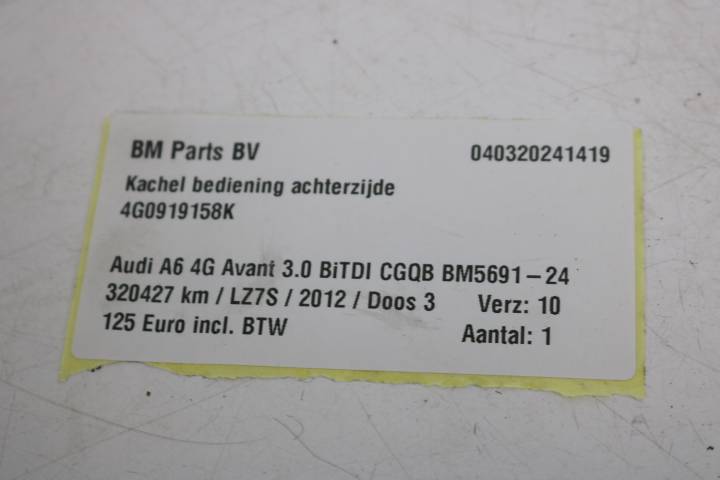 BM Parts BV 040320241419
Kachel bediening achterzijde
4G0919158K
Audi A6 4G Avant 3.0 BiTDI CGQB BM5691-24
320427 km / LZ7S / 2012 / Doos 3 Verz: 10
125 Euro incl. BTW Aantal: 1